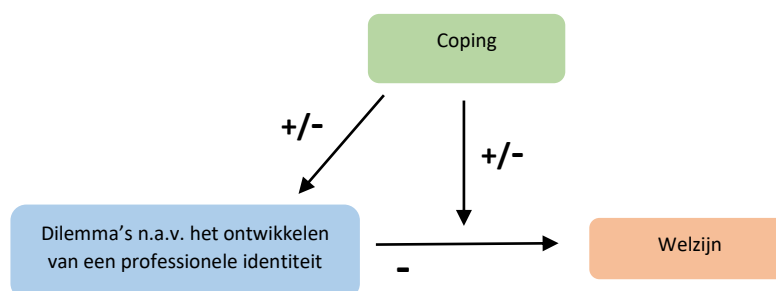 Coping
+/-
+/-
Dilemma’s n.a.v. het ontwikkelen
van een professionele identiteit
-
Welzijn